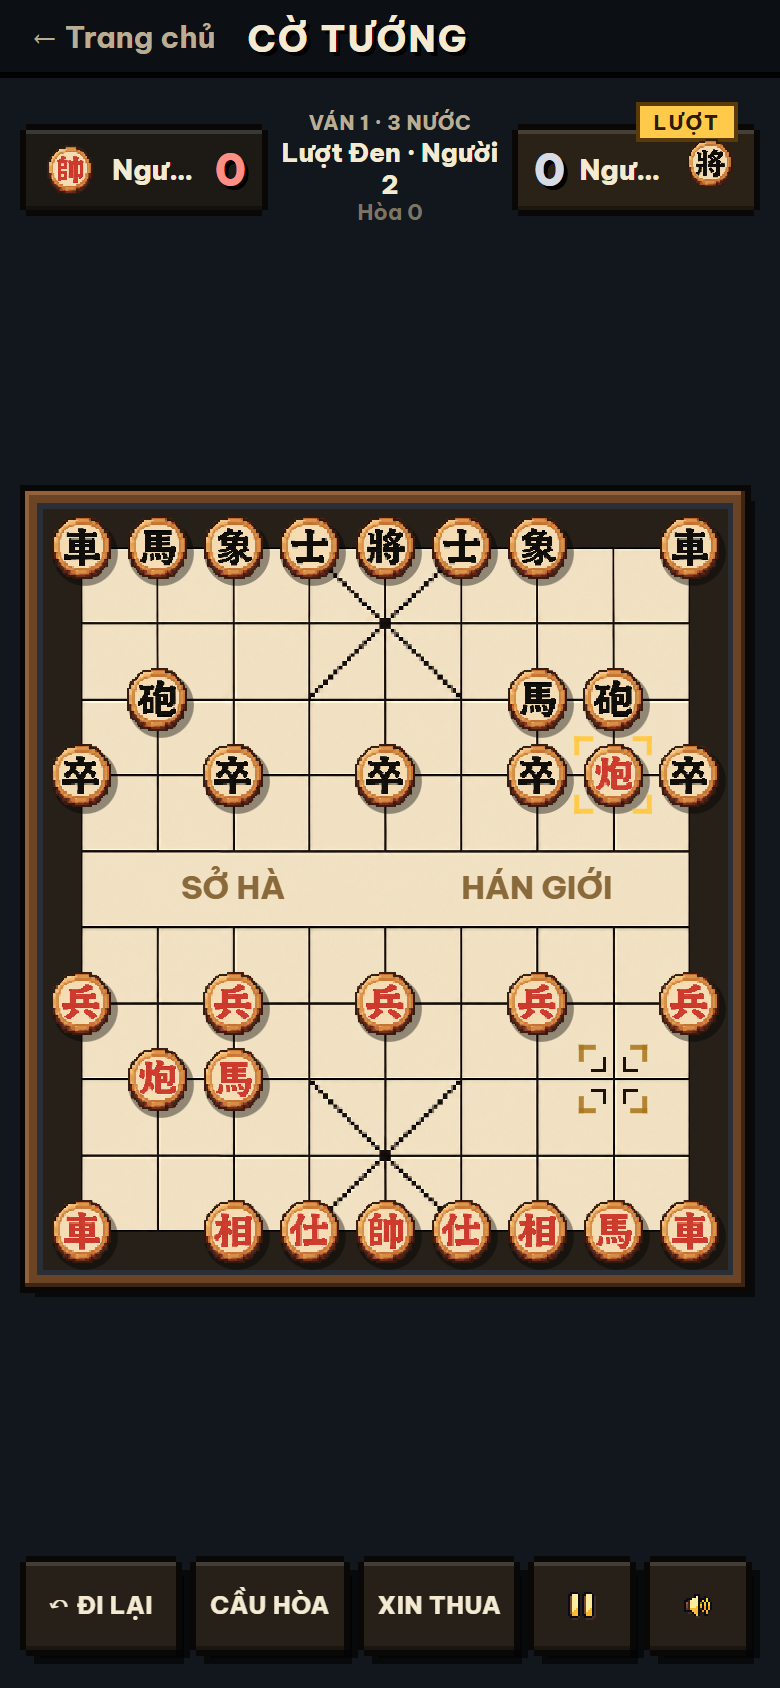 ← Trang chủ CỜ TƯỚNG
LƯỢT
VÁN 1 · 3 NƯỚC
帥 Ngư... 0
Lượt Đen · Người 2
0 Ngư... 將
Hòa 0
車 馬 象 士 將 士 象 車
砲 馬 砲
卒 卒 卒 卒 炮 卒
SỞ HÀ HÁN GIỚI
兵 兵 兵 兵 兵
炮 馬
車 相 仕 帥 仕 相 馬 車
ĐI LẠI CẦU HÒA XIN THUA